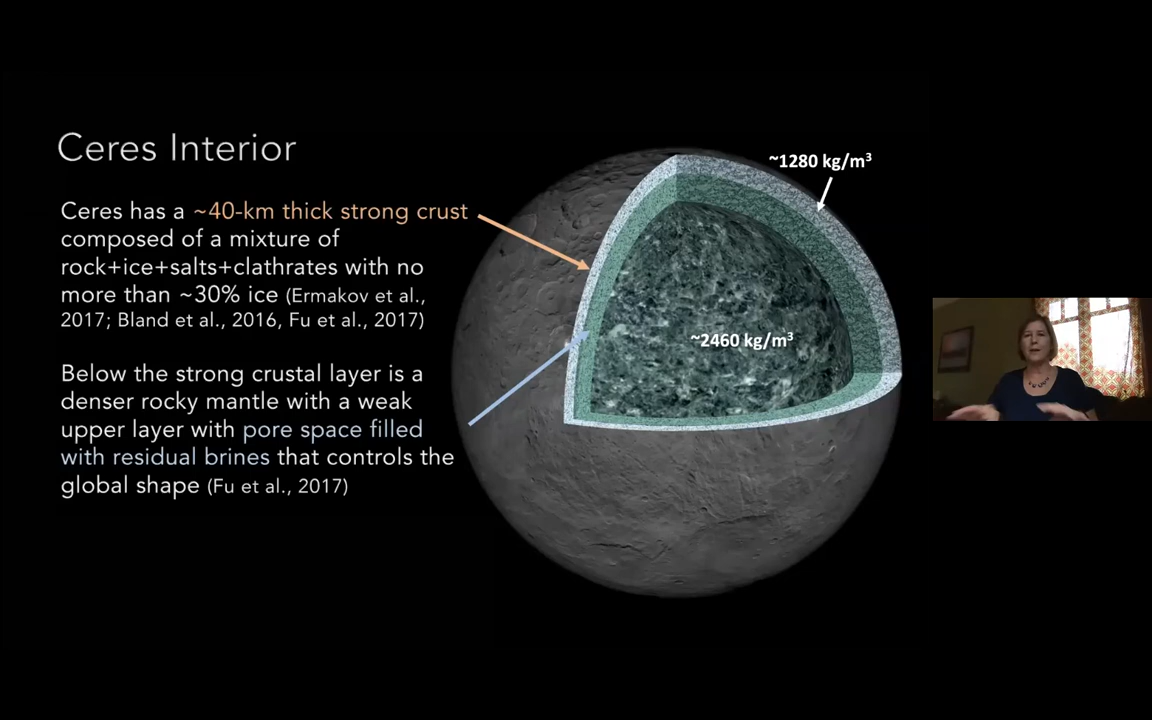 Ceres Interior
~1280 kg/m³
Ceres has a ~40-km thick strong crust
composed of a mixture of
rock+ice+salts+clathrates with no
more than ~30% ice (Ermakov et al.,
2017; Bland et al., 2016, Fu et al., 2017)
~2460 kg/m³
Below the strong crustal layer is a
denser rocky mantle with a weak
upper layer with pore space filled
with residual brines that controls the
global shape (Fu et al., 2017)